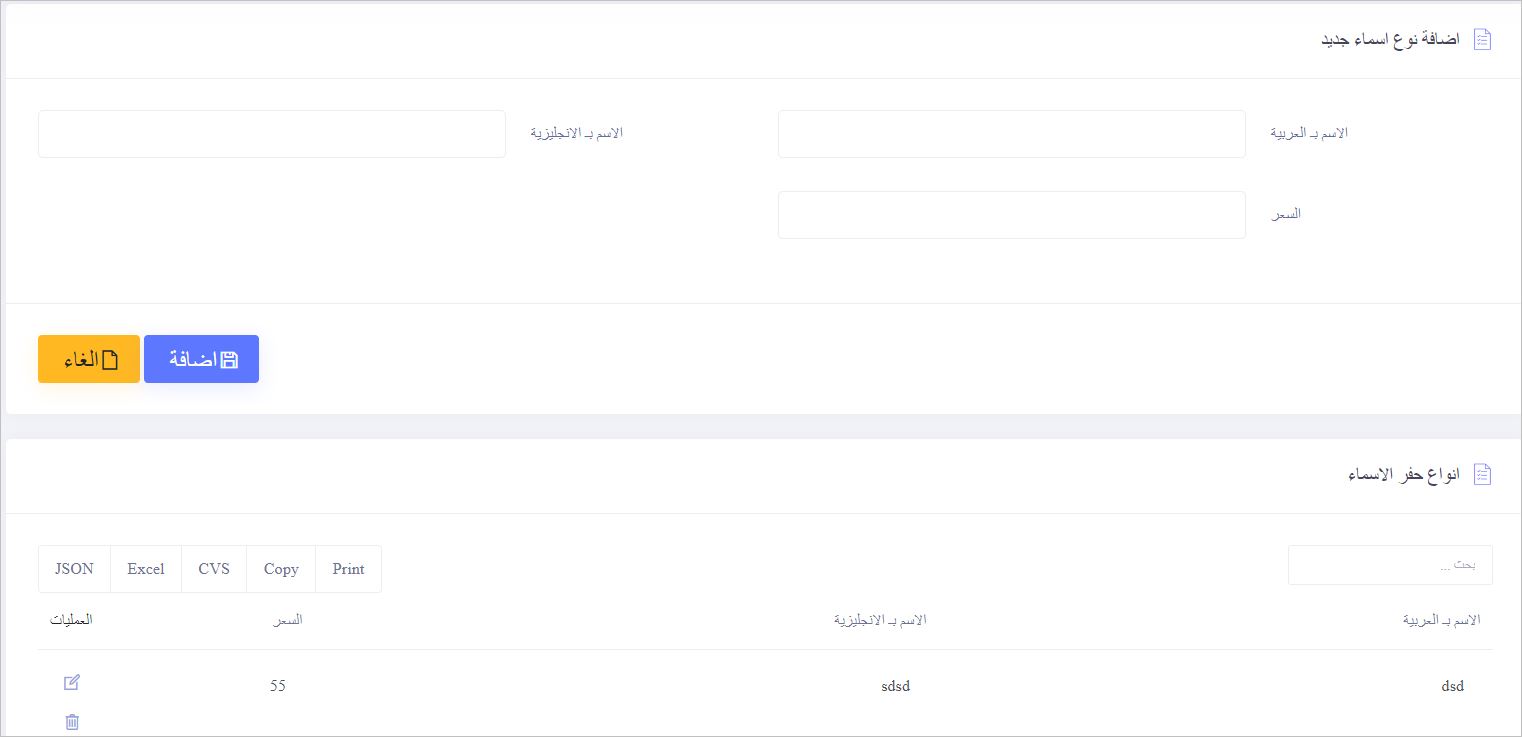 اضافة نوع اسماء جديد
الاسم بـ العربية
الاسم بـ الانجليزية
السعر
اضافة
الغاء
انواع حفر الاسماء
بحث ...
JSON Excel CVS Copy Print
الاسم بـ العربية الاسم بـ الانجليزية السعر العمليات
dsd sdsd 55